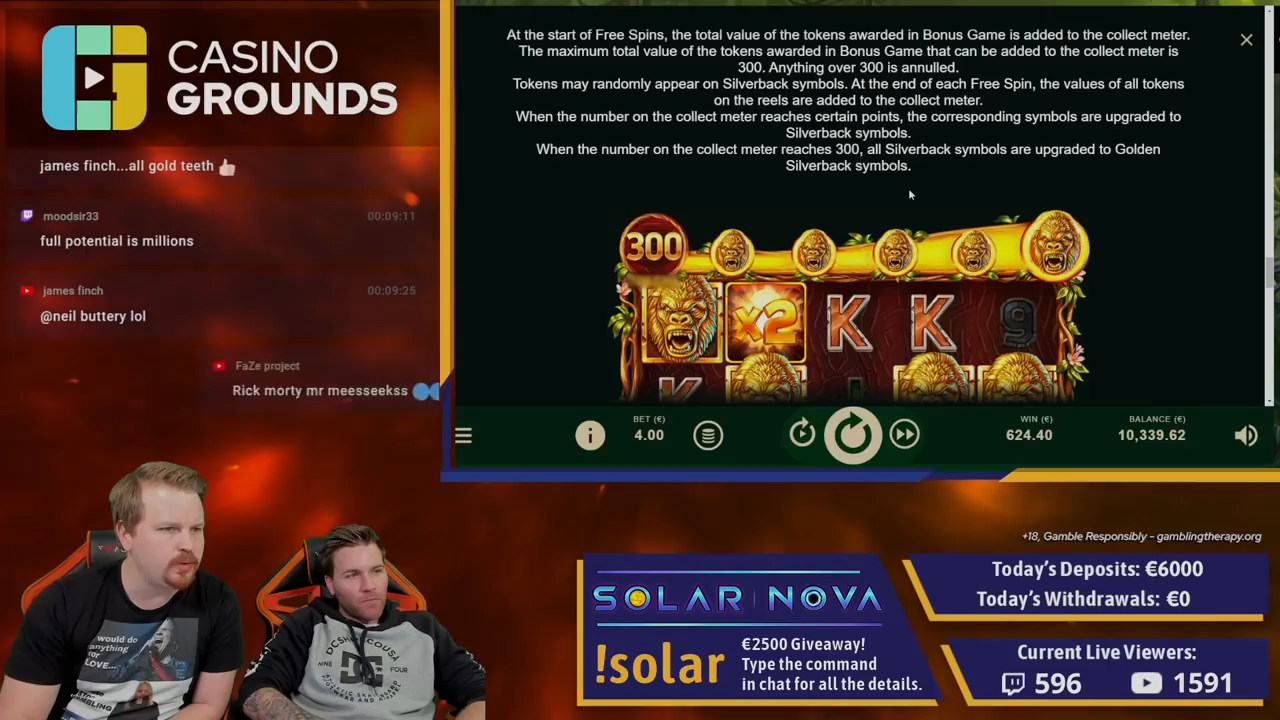 CASINO
GROUNDS
james finch...all gold teeth
moodsir33
00:09:11
full potential is millions
james finch
00:09:25
@neil buttery lol
FaZe project
Rick morty mr meesseekss
At the start of Free Spins, the total value of the tokens awarded in Bonus Game is added to the collect meter.
The maximum total value of the tokens awarded in Bonus Game that can be added to the collect meter is
300. Anything over 300 is annulled.
Tokens may randomly appear on Silverback symbols. At the end of each Free Spin, the values of all tokens
on the reels are added to the collect meter.
When the number on the collect meter reaches certain points, the corresponding symbols are upgraded to
Silverback symbols.
When the number on the collect meter reaches 300, all Silverback symbols are upgraded to Golden
Silverback symbols.
300
x2 K K 9
BET (€)
4.00
WIN (€)
624.40
BALANCE (€)
10,339.62
would do
anything
for
LOVE...
DC
NINE
FOUR
+18, Gamble Responsibly - gamblingtherapy.org
SOLAR NOVA
!solar
€2500 Giveaway!
Type the command
in chat for all the details.
Today's Deposits: €6000
Today's Withdrawals: €0
Current Live Viewers:
596
1591